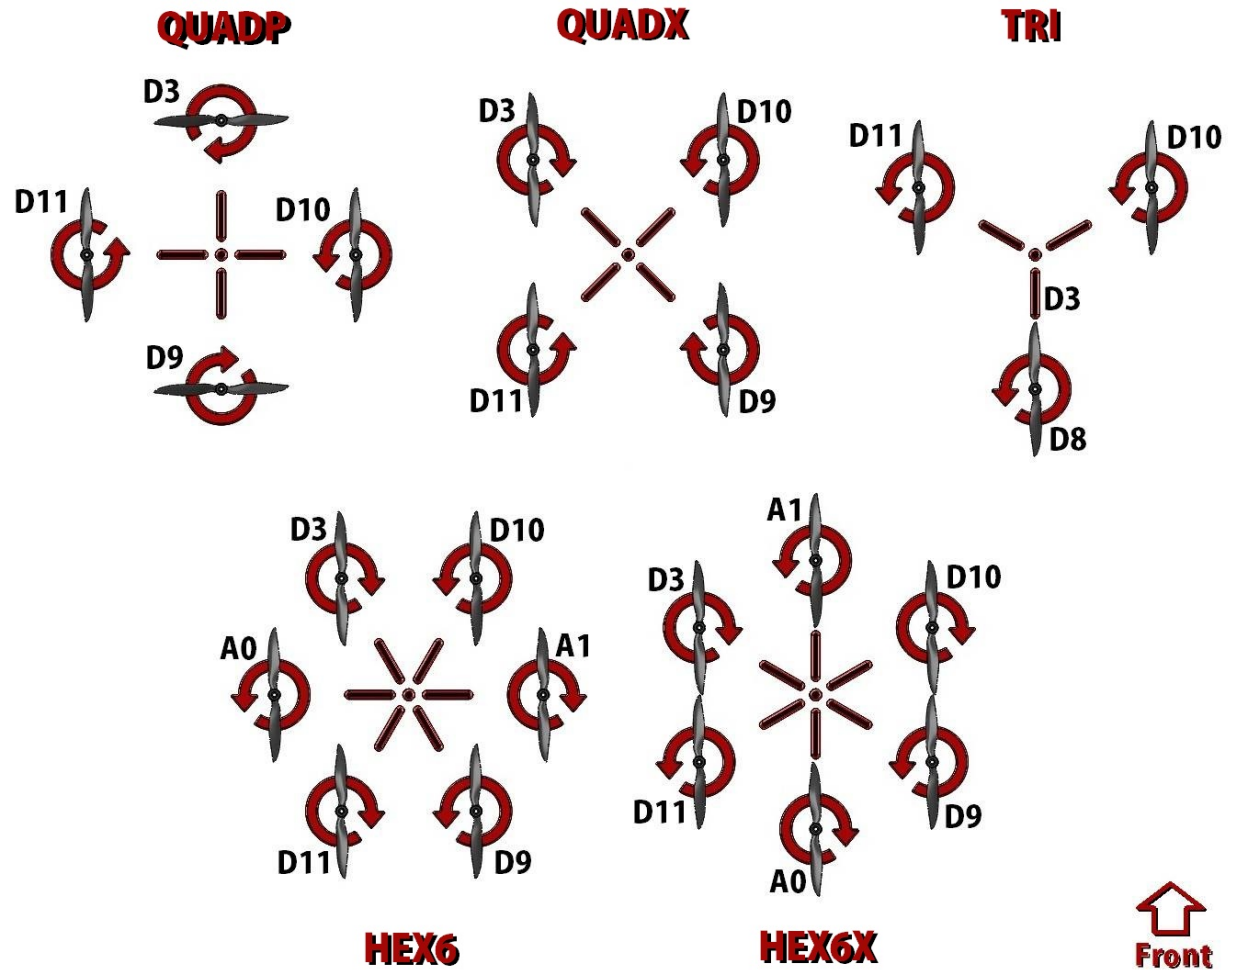 QUADP
QUADX
TRI
D3
D11
D10
D9
D3
D10
D11
D9
D11
D10
D3
D8
D3
D10
A0
A1
D11
D9
A1
D3
D10
D11
D9
A0
HEX6
HEX6X
Front